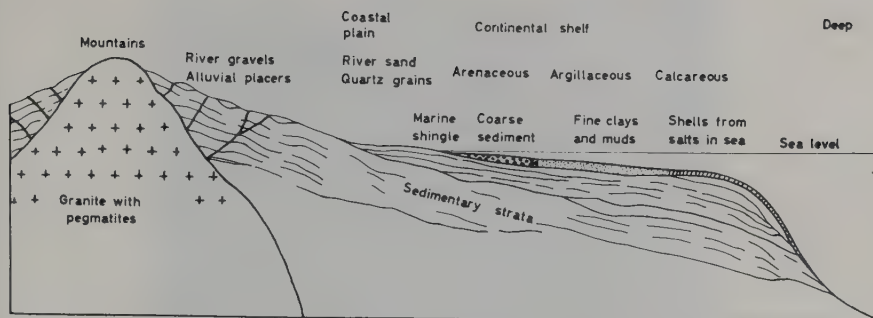 Mountains
River gravels
Alluvial placers
Coastal
plain
River sand
Quartz grains
Continental shelf
Arenaceous
Argillaceous
Calcareous
Deep
Marine
shingle
Coarse
sediment
Fine clays
and muds
Shells from
salts in sea
Sea level
Granite with
pegmatites
Sedimentary strata